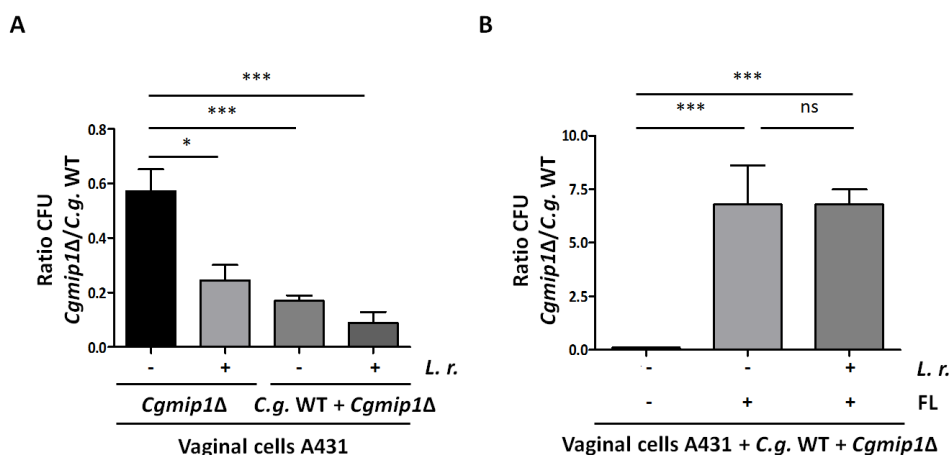 A
***
***
*
0.8
0.6
0.4
0.2
0.0
Ratio CFU
Cgmip1Δ/C.g. WT
- + - + L. r.
Cgmip1Δ C.g. WT + Cgmip1Δ
Vaginal cells A431
B
***
*** ns
10.0
7.5
5.0
2.5
0.0
Ratio CFU
Cgmip1Δ/C.g. WT
- - + L. r.
- + + FL
Vaginal cells A431 + C.g. WT + Cgmip1Δ